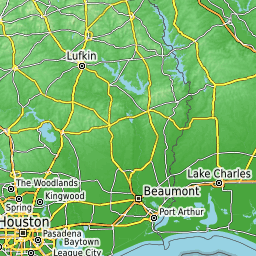 Lufkin
Lake Charles
The Woodlands
Beaumont
Spring
Kingwood
Port Arthur
Houston
Pasadena
Baytown
League City